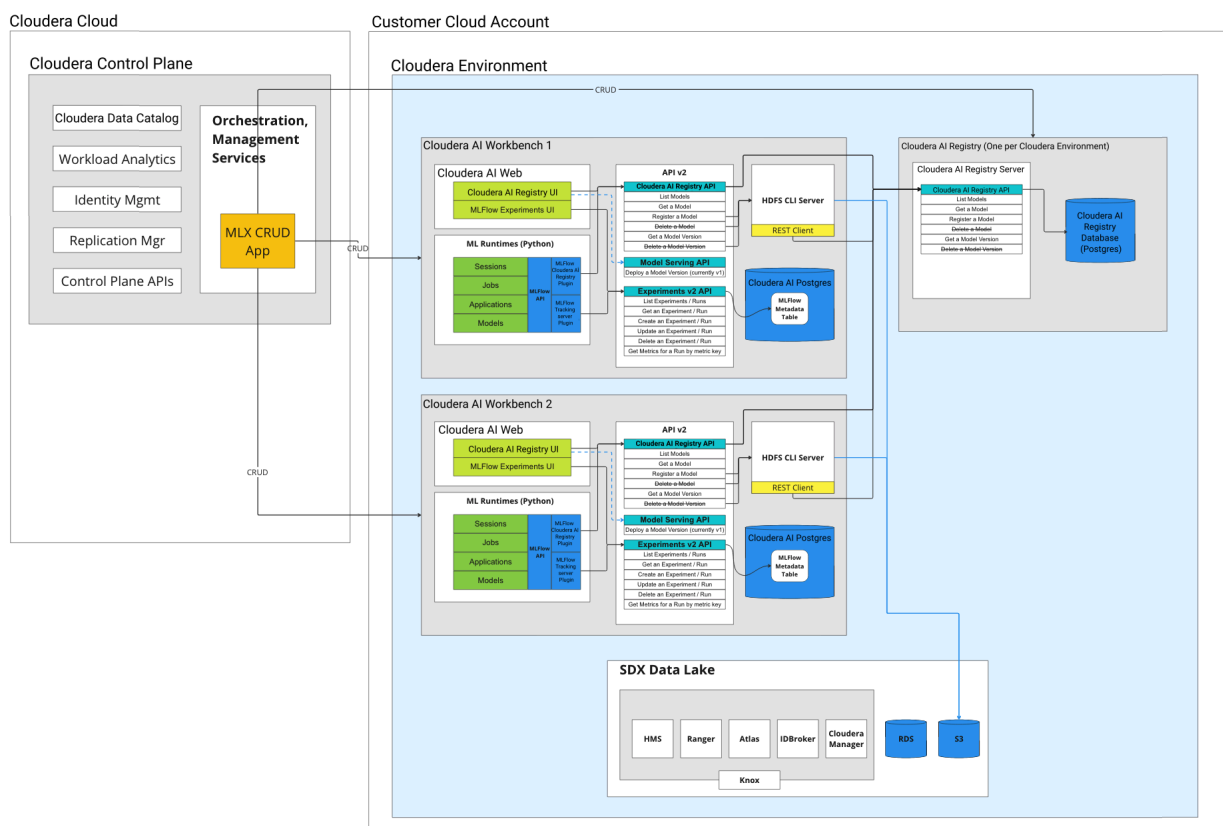 Cloudera Cloud
Customer Cloud Account
Cloudera Control Plane
Cloudera Environment
Cloudera Data Catalog
Workload Analytics
Identity Mgmt
Replication Mgr
Control Plane APIs
Orchestration,
Management
Services
MLX CRUD
App
CRUD
CRUD
CRUD
Cloudera AI Workbench 1
Cloudera AI Web
Cloudera AI Registry UI
MLFlow Experiments UI
ML Runtimes (Python)
Sessions
Jobs
Applications
Models
MLFlow
API
MLFlow
Cloudera AI
Registry
Plugin
MLFlow
Tracking
server
Plugin
API v2
Cloudera AI Registry API
List Models
Get a Model
Register a Model
Delete a Model
Get a Model Version
Delete a Model Version
Model Serving API
Deploy a Model Version (currently v1)
Experiments v2 API
List Experiments / Runs
Get an Experiment / Run
Create an Experiment / Run
Update an Experiment / Run
Delete an Experiment / Run
Get Metrics for a Run by metric key
HDFS CLI Server
REST Client
Cloudera AI Postgres
MLFlow
Metadata
Table
Cloudera AI Registry (One per Cloudera Environment)
Cloudera AI Registry Server
Cloudera AI Registry API
List Models
Get a Model
Register a Model
Delete a Model
Get a Model Version
Delete a Model Version
Cloudera AI
Registry
Database
(Postgres)
Cloudera AI Workbench 2
Cloudera AI Web
Cloudera AI Registry UI
MLFlow Experiments UI
ML Runtimes (Python)
Sessions
Jobs
Applications
Models
MLFlow
API
MLFlow
Cloudera AI
Registry
Plugin
MLFlow
Tracking
server
Plugin
API v2
Cloudera AI Registry API
List Models
Get a Model
Register a Model
Delete a Model
Get a Model Version
Delete a Model Version
Model Serving API
Deploy a Model Version (currently v1)
Experiments v2 API
List Experiments / Runs
Get an Experiment / Run
Create an Experiment / Run
Update an Experiment / Run
Delete an Experiment / Run
Get Metrics for a Run by metric key
HDFS CLI Server
REST Client
Cloudera AI Postgres
MLFlow
Metadata
Table
SDX Data Lake
HMS
Ranger
Atlas
IDBroker
Cloudera
Manager
Knox
RDS
S3